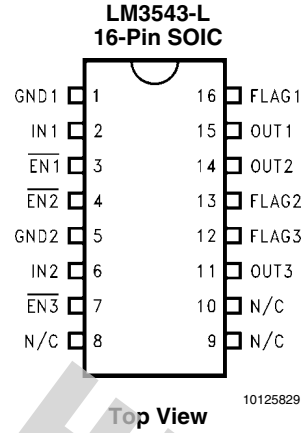 LM3543-L
16-Pin SOIC
GND1 1 16 FLAG1
IN1 2 15 OUT1
EN1 3 14 OUT2
EN2 4 13 FLAG2
GND2 5 12 FLAG3
IN2 6 11 OUT3
EN3 7 10 N/C
N/C 8 9 N/C
10125829
Top View